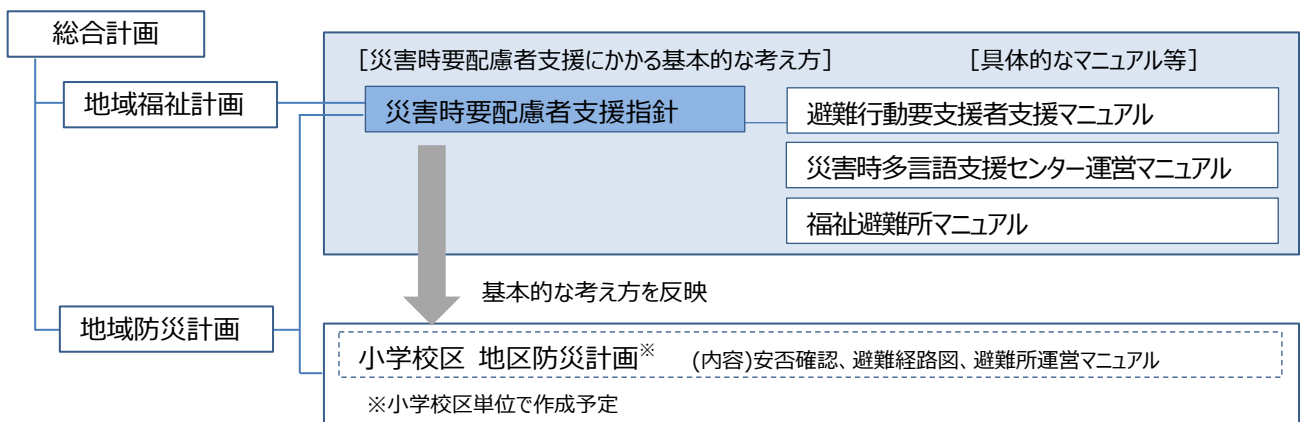 総合計画
[災害時要配慮者支援にかかる基本的な考え方]
[具体的なマニュアル等]
地域福祉計画
災害時要配慮者支援指針
避難行動要支援者支援マニュアル
災害時多言語支援センター運営マニュアル
福祉避難所マニュアル
基本的な考え方を反映
地域防災計画
小学校区 地区防災計画※ (内容)安否確認、避難経路図、避難所運営マニュアル
※小学校区単位で作成予定